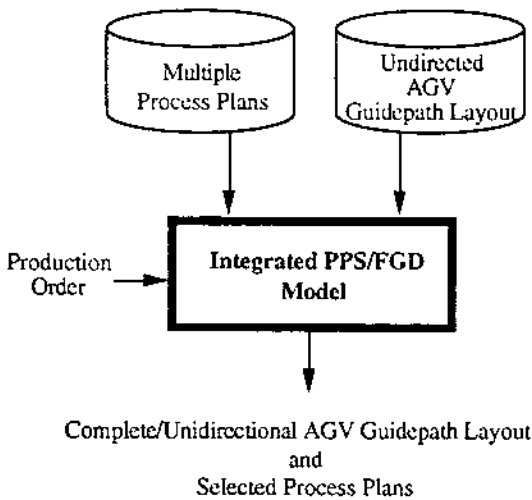 Multiple
Process Plans
Undirected
AGV
Guidepath Layout
Production
Order
Integrated PPS/FGD
Model
Complete/Unidirectional AGV Guidepath Layout
and
Selected Process Plans